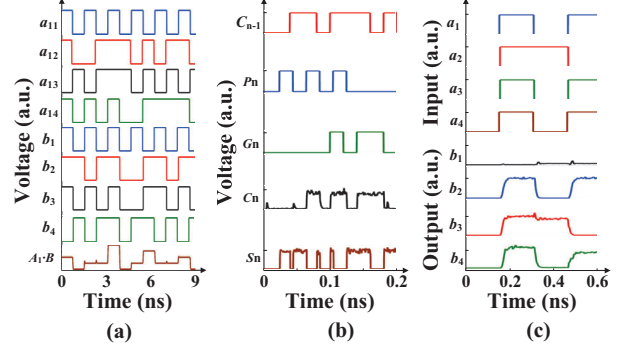 Voltage (a.u.)
a11
a12
a13
a14
b1
b2
b3
b4
A1·B
0 3 6 9
Time (ns)
(a)
Voltage (a.u.)
Cn-1
Pn
Gn
Cn
Sn
0 0.1 0.2
Time (ns)
(b)
Input (a.u.)
a1
a2
a3
a4
Output (a.u.)
b1
b2
b3
b4
0 0.2 0.4 0.6
Time (ns)
(c)